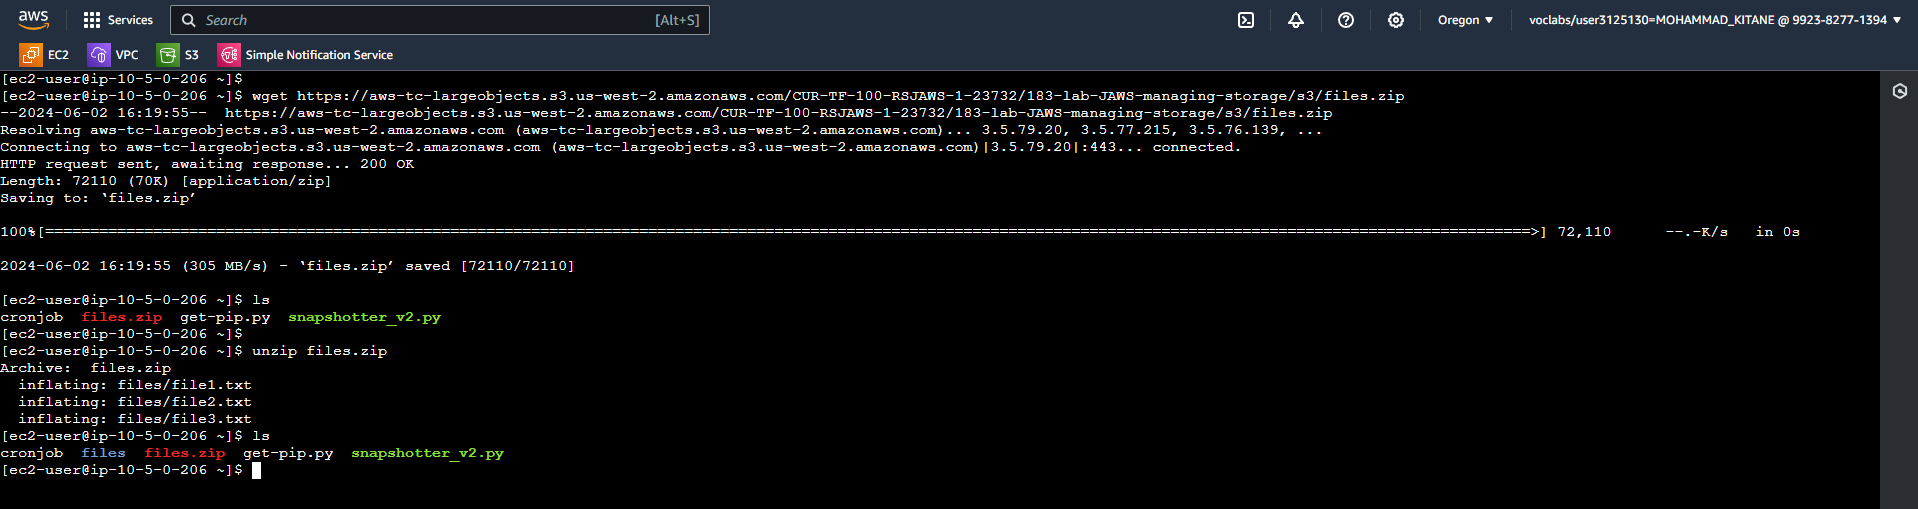 aws Services Search [Alt+S] Oregon ▼ voclabs/user3125130=MOHAMMAD_KITANE @ 9923-8277-1394 ▼
EC2 VPC S3 Simple Notification Service
[ec2-user@ip-10-5-0-206 ~]$
[ec2-user@ip-10-5-0-206 ~]$ wget https://aws-tc-largeobjects.s3.us-west-2.amazonaws.com/CUR-TF-100-RSJAWS-1-23732/183-lab-JAWS-managing-storage/s3/files.zip
--2024-06-02 16:19:55--  https://aws-tc-largeobjects.s3.us-west-2.amazonaws.com/CUR-TF-100-RSJAWS-1-23732/183-lab-JAWS-managing-storage/s3/files.zip
Resolving aws-tc-largeobjects.s3.us-west-2.amazonaws.com (aws-tc-largeobjects.s3.us-west-2.amazonaws.com)... 3.5.79.20, 3.5.77.215, 3.5.76.139, ...
Connecting to aws-tc-largeobjects.s3.us-west-2.amazonaws.com (aws-tc-largeobjects.s3.us-west-2.amazonaws.com)|3.5.79.20|:443... connected.
HTTP request sent, awaiting response... 200 OK
Length: 72110 (70K) [application/zip]
Saving to: ‘files.zip’
100%[=====================================================================================================================================================================>] 72,110 --.-K/s in 0s
2024-06-02 16:19:55 (305 MB/s) - ‘files.zip’ saved [72110/72110]
[ec2-user@ip-10-5-0-206 ~]$ ls
cronjob  files.zip  get-pip.py  snapshotter_v2.py
[ec2-user@ip-10-5-0-206 ~]$
[ec2-user@ip-10-5-0-206 ~]$ unzip files.zip
Archive:  files.zip
  inflating: files/file1.txt
  inflating: files/file2.txt
  inflating: files/file3.txt
[ec2-user@ip-10-5-0-206 ~]$ ls
cronjob  files  files.zip  get-pip.py  snapshotter_v2.py
[ec2-user@ip-10-5-0-206 ~]$